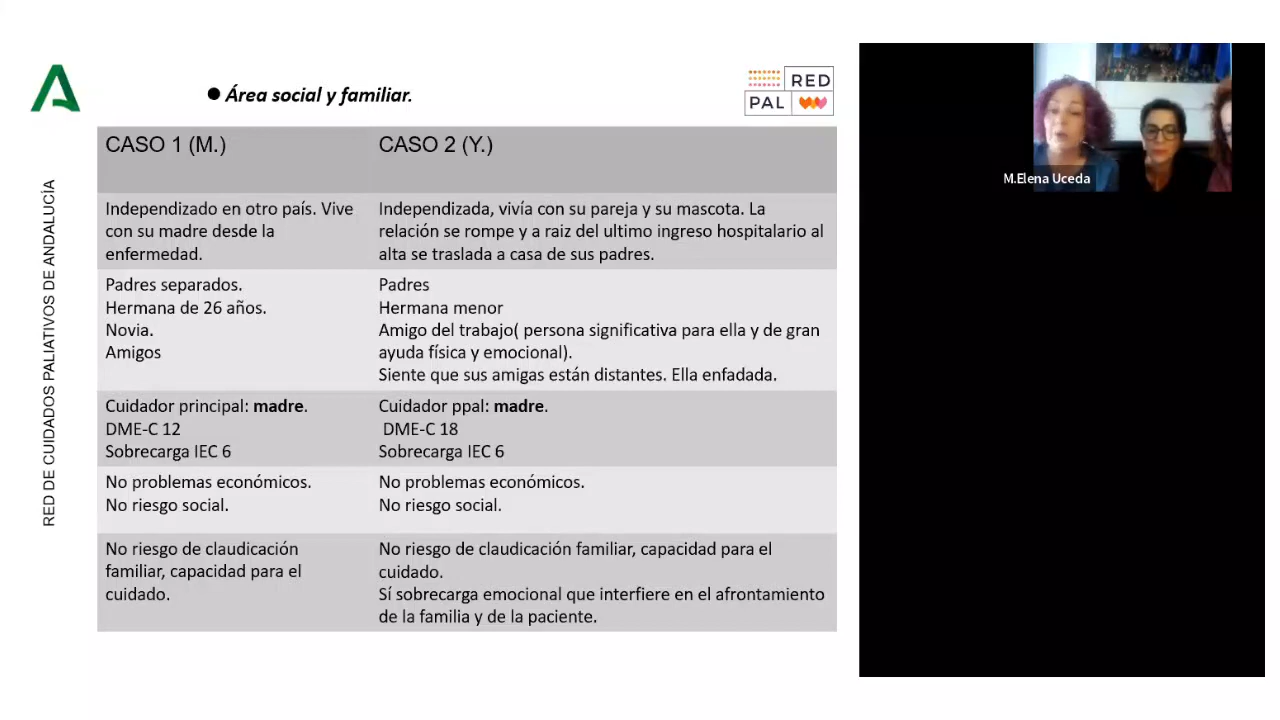 RED DE CUIDADOS PALIATIVOS DE ANDALUCÍA
● Área social y familiar.
RED
PAL
CASO 1 (M.)
CASO 2 (Y.)
Independizado en otro país. Vive
con su madre desde la
enfermedad.
Independizada, vivía con su pareja y su mascota. La
relación se rompe y a raiz del ultimo ingreso hospitalario al
alta se traslada a casa de sus padres.
Padres separados.
Hermana de 26 años.
Novia.
Amigos
Padres
Hermana menor
Amigo del trabajo( persona significativa para ella y de gran
ayuda física y emocional).
Siente que sus amigas están distantes. Ella enfadada.
Cuidador principal: madre.
DME-C 12
Sobrecarga IEC 6
Cuidador ppal: madre.
DME-C 18
Sobrecarga IEC 6
No problemas económicos.
No riesgo social.
No problemas económicos.
No riesgo social.
No riesgo de claudicación
familiar, capacidad para el
cuidado.
No riesgo de claudicación familiar, capacidad para el
cuidado.
Sí sobrecarga emocional que interfiere en el afrontamiento
de la familia y de la paciente.
M.Elena Uceda